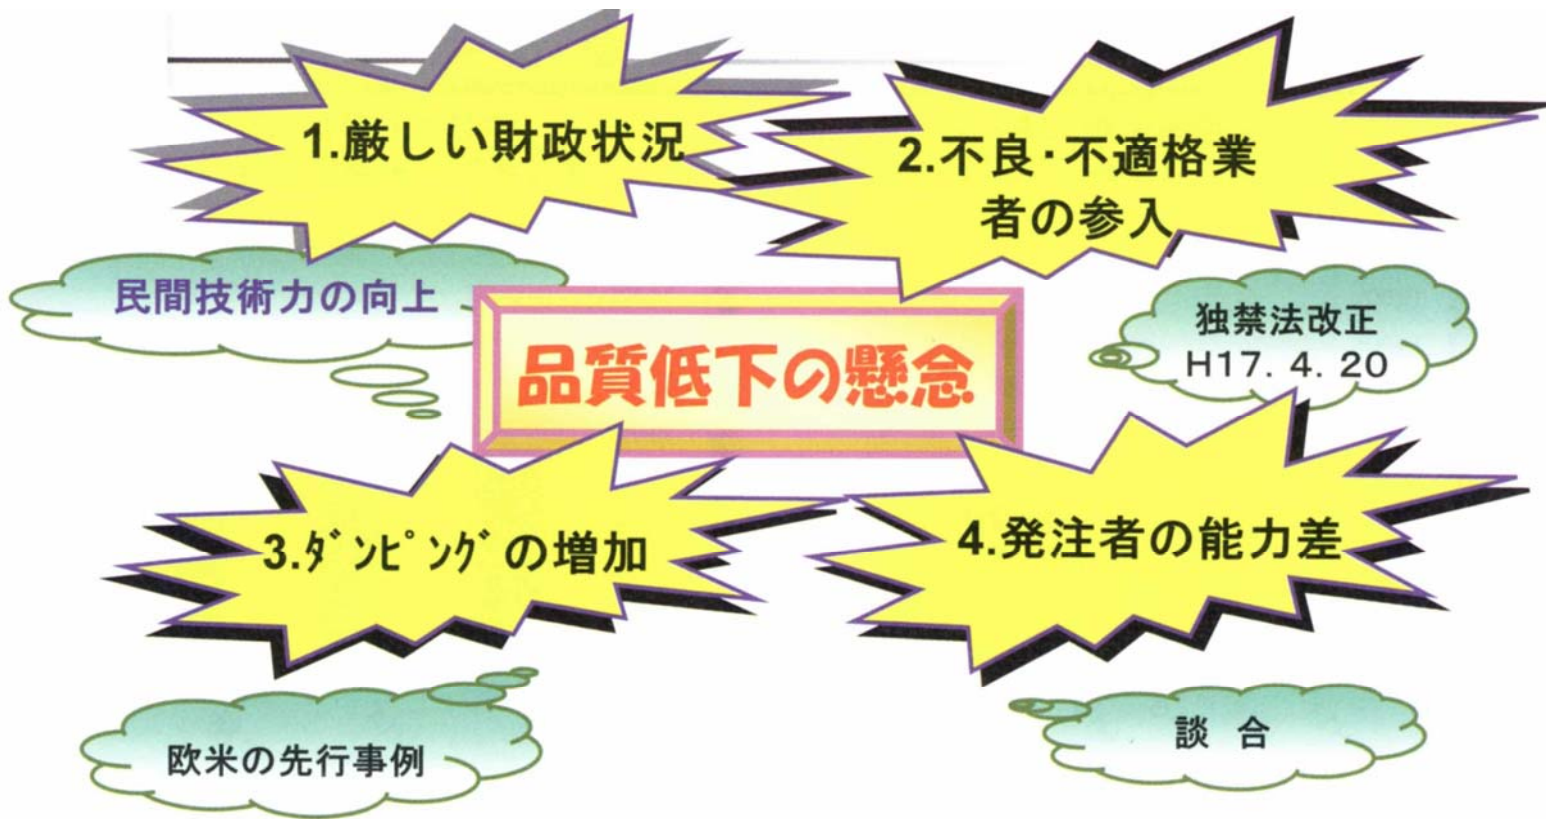 1.厳しい財政状況
2.不良・不適格業
者の参入
民間技術力の向上
独禁法改正
H17. 4. 20
品質低下の懸念
3.ﾀﾞﾝﾋﾟﾝｸﾞの増加
4.発注者の能力差
欧米の先行事例
談 合